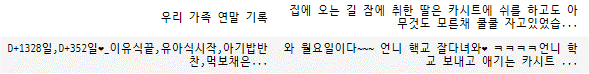 우리 가족 연말 기록
집에 오는 길 잠에 취한 딸은 카시트에 쉬를 하고도 아
무것도 모른채 쿨쿨 자고있었습...
D+1328일,D+352일❤_이유식끝,유아식시작,아기밥반
찬,먹보채은...
와 월요일이다~~~ 언니 핵교 잘다녀와❤ ㅋㅋㅋㅋ언니 학
교 보내고 애기는 카시트 ...